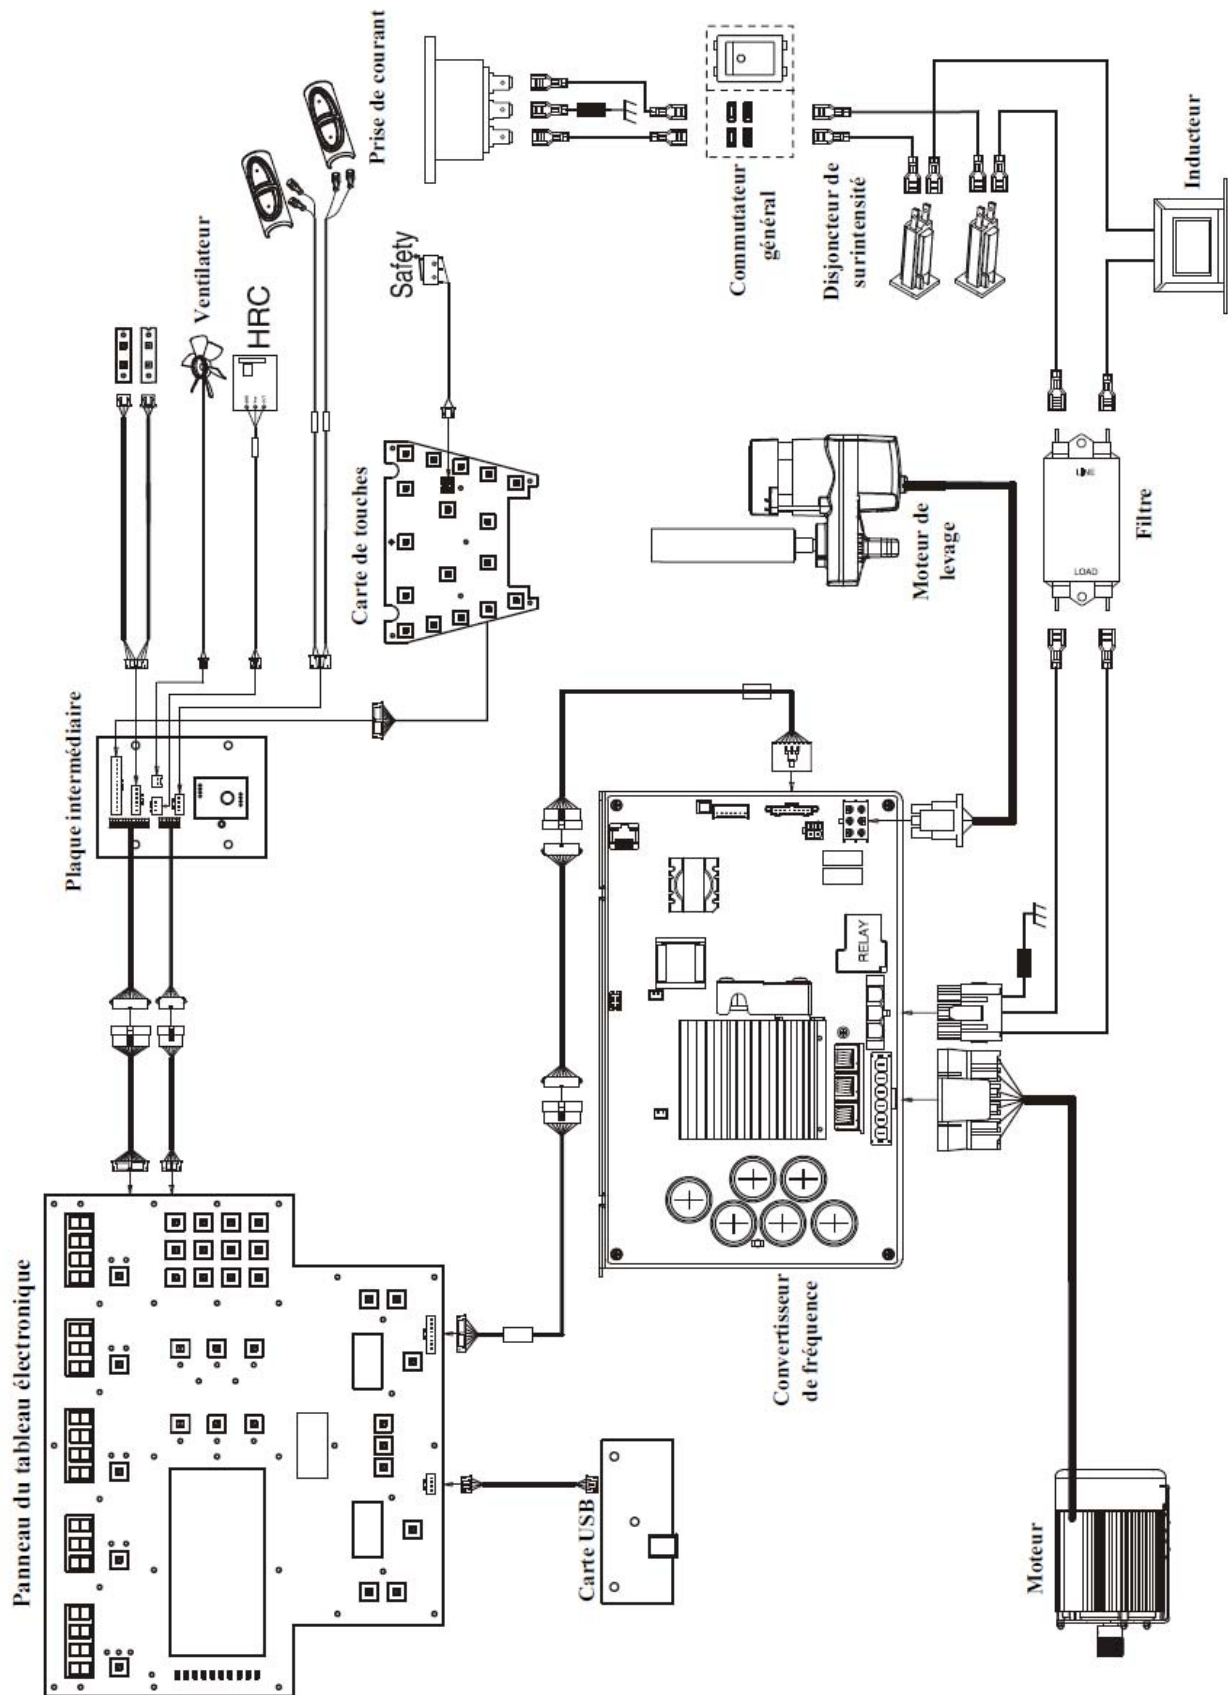 Panneau du tableau électronique
Plaque intermédiaire
Ventilateur
HRC
Prise de courant
Safety
Carte de touches
Commutateur
général
Disjoncteur de
surintensité
Inducteur
Moteur de
levage
LINE
LOAD
Filtre
RELAY
Convertisseur
de fréquence
Carte USB
Moteur